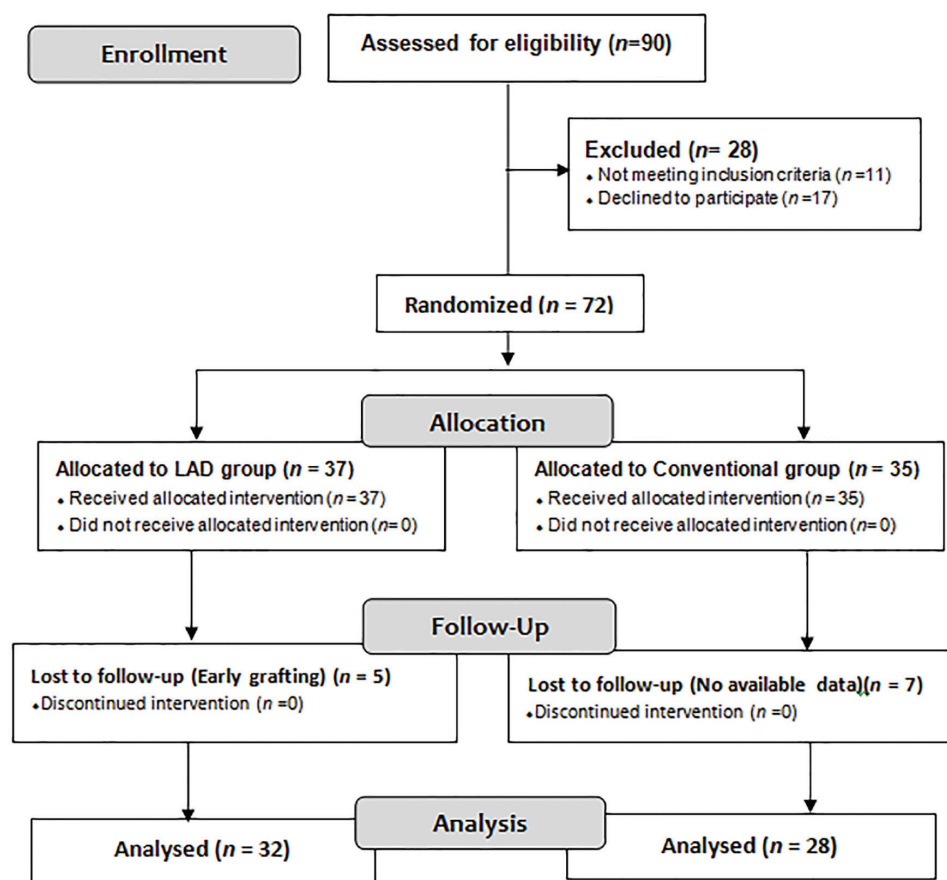 Enrollment
Assessed for eligibility (n=90)
Excluded (n= 28)
• Not meeting inclusion criteria (n=11)
• Declined to participate (n=17)
Randomized (n = 72)
Allocation
Allocated to LAD group (n = 37)
• Received allocated intervention (n=37)
• Did not receive allocated intervention (n=0)
Allocated to Conventional group (n = 35)
• Received allocated intervention (n=35)
• Did not receive allocated intervention (n=0)
Follow-Up
Lost to follow-up (Early grafting) (n = 5)
•Discontinued intervention (n =0)
Lost to follow-up (No available data)(n = 7)
•Discontinued intervention (n =0)
Analysis
Analysed (n = 32)
Analysed (n = 28)